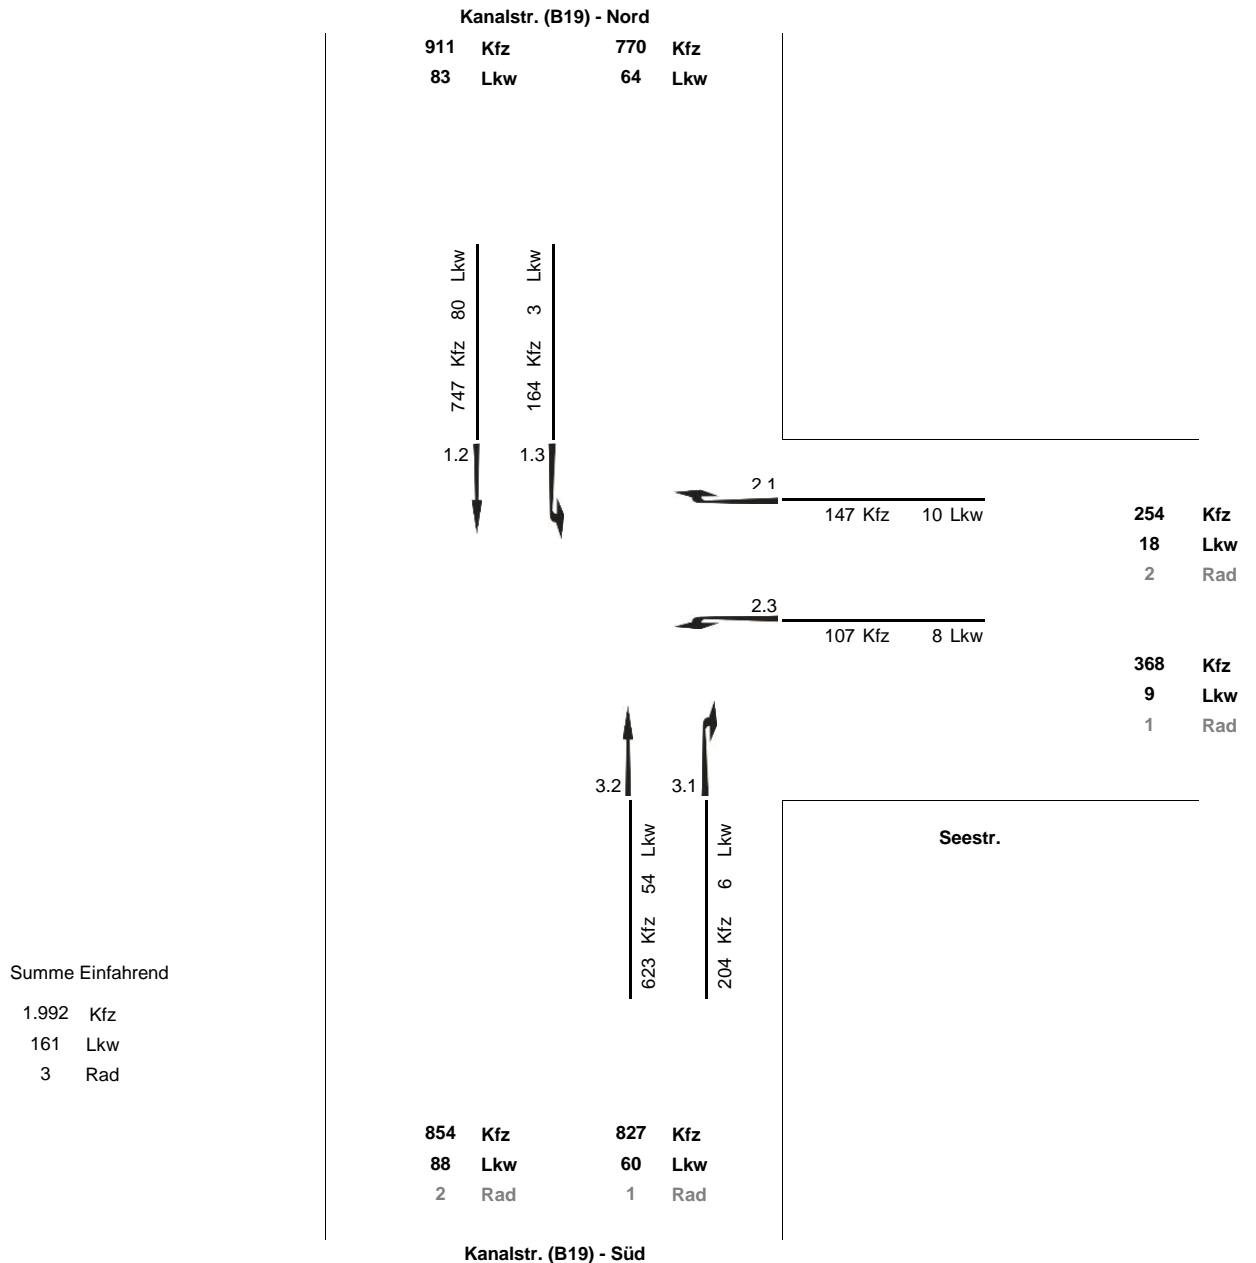 Kanalstr. (B19) - Nord
911 Kfz 770 Kfz
83 Lkw 64 Lkw
747 Kfz 80 Lkw
164 Kfz 3 Lkw
1.2
1.3
2.1
147 Kfz 10 Lkw
254 Kfz
18 Lkw
2 Rad
2.3
107 Kfz 8 Lkw
368 Kfz
9 Lkw
1 Rad
3.2
3.1
623 Kfz 54 Lkw
204 Kfz 6 Lkw
Seestr.
Summe Einfahrend
1.992 Kfz
161 Lkw
3 Rad
854 Kfz 827 Kfz
88 Lkw 60 Lkw
2 Rad 1 Rad
Kanalstr. (B19) - Süd